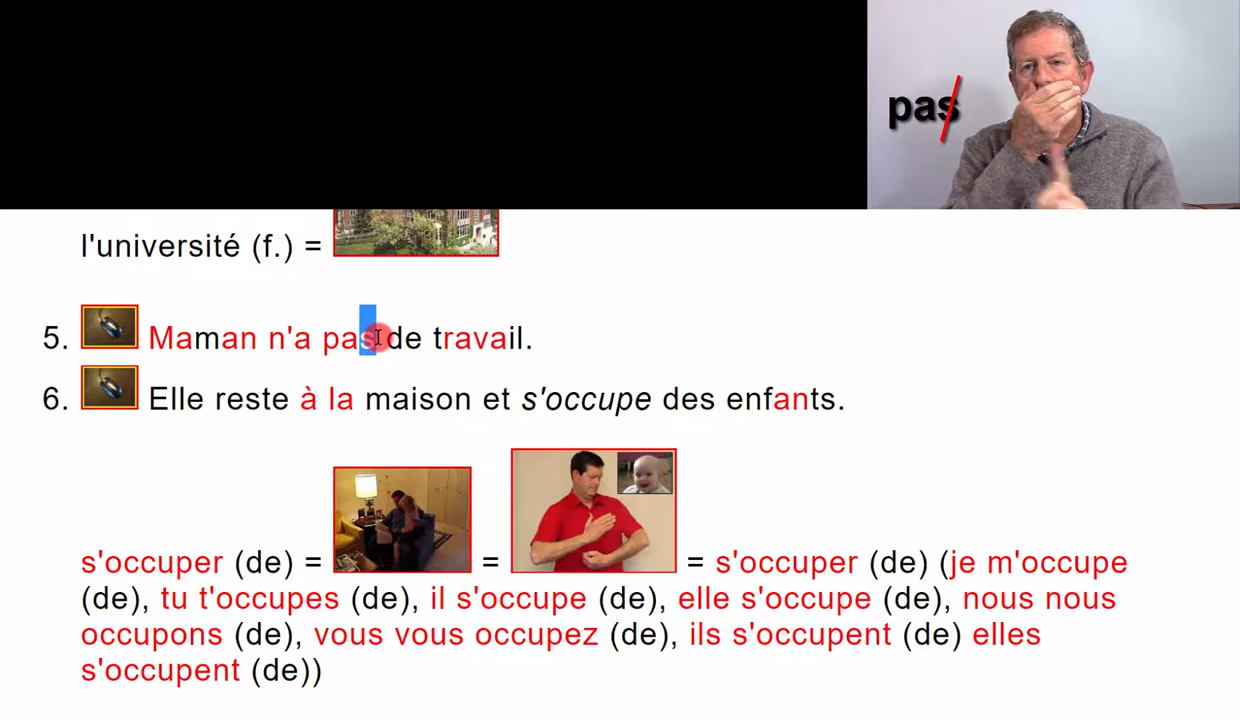 pas
l'université (f.) =
5. Maman n'a pas de travail.
6. Elle reste à la maison et s'occupe des enfants.
s'occuper (de) = = = s'occuper (de) (je m'occupe
(de), tu t'occupes (de), il s'occupe (de), elle s'occupe (de), nous nous
occupons (de), vous vous occupez (de), ils s'occupent (de) elles
s'occupent (de))